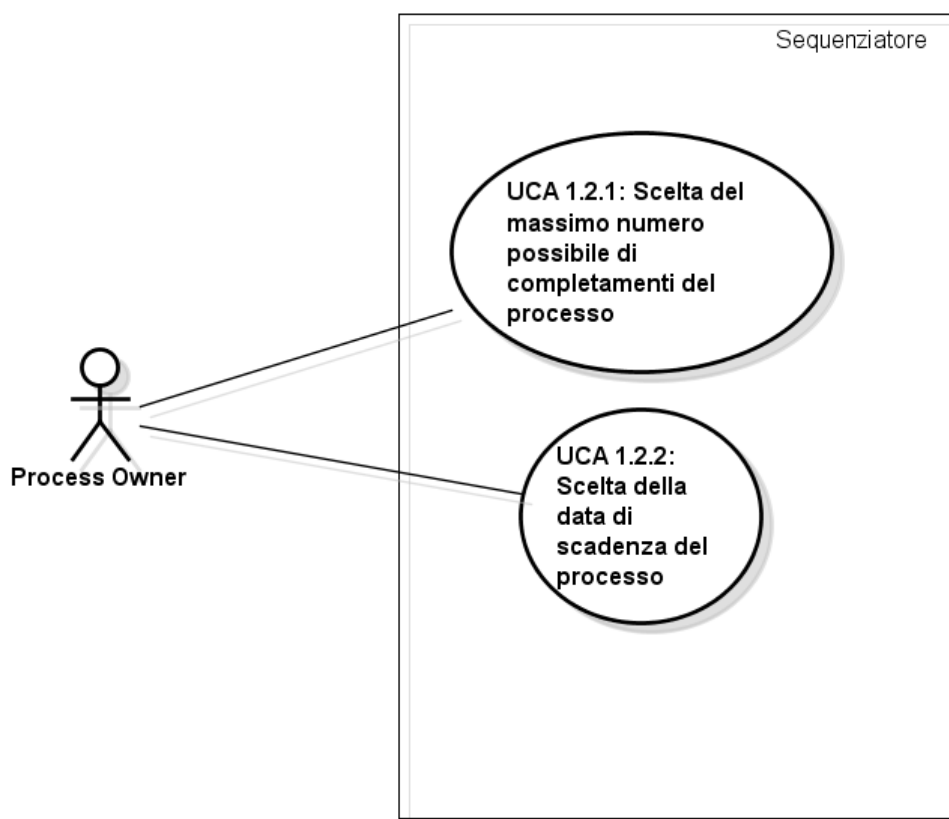 Sequenziatore
UCA 1.2.1: Scelta del
massimo numero
possibile di
completamenti del
processo
UCA 1.2.2:
Scelta della
data di
scadenza del
processo
Process Owner